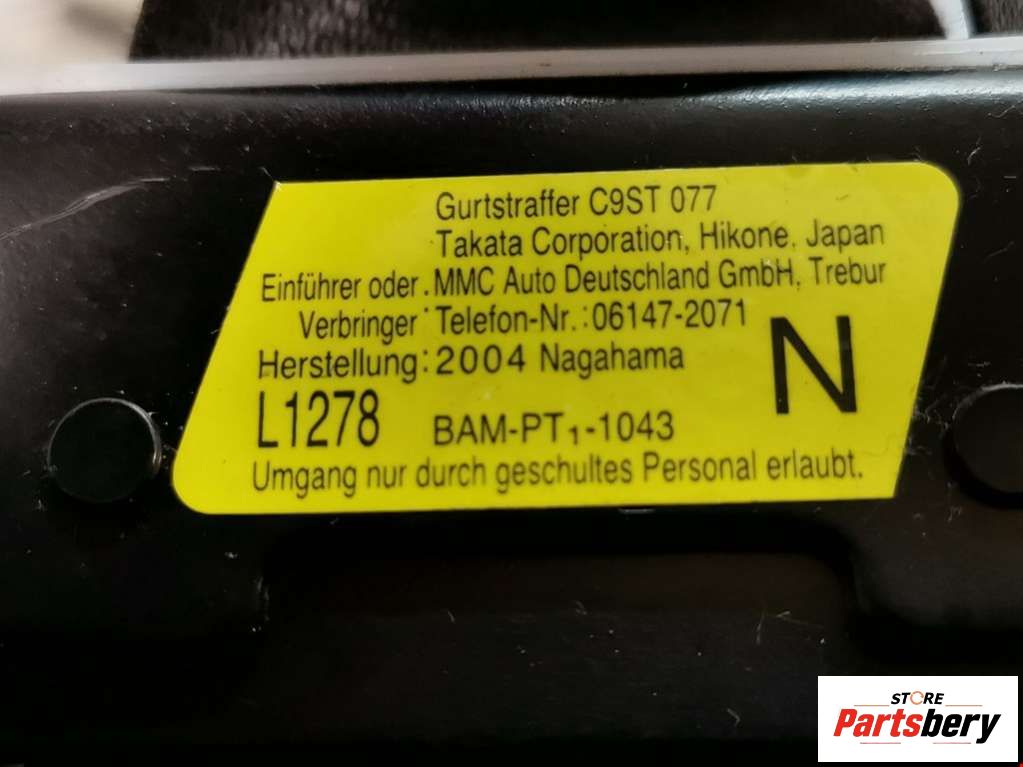 Gurtstraffer C9ST 077
Takata Corporation, Hikone, Japan
Einführer oder . MMC Auto Deutschland GmbH, Trebur
Verbringer : Telefon-Nr.:06147-2071
Herstellung: 2004 Nagahama
N
L1278 BAM-PT₁-1043
Umgang nur durch geschultes Personal erlaubt.
STORE
Partsbery